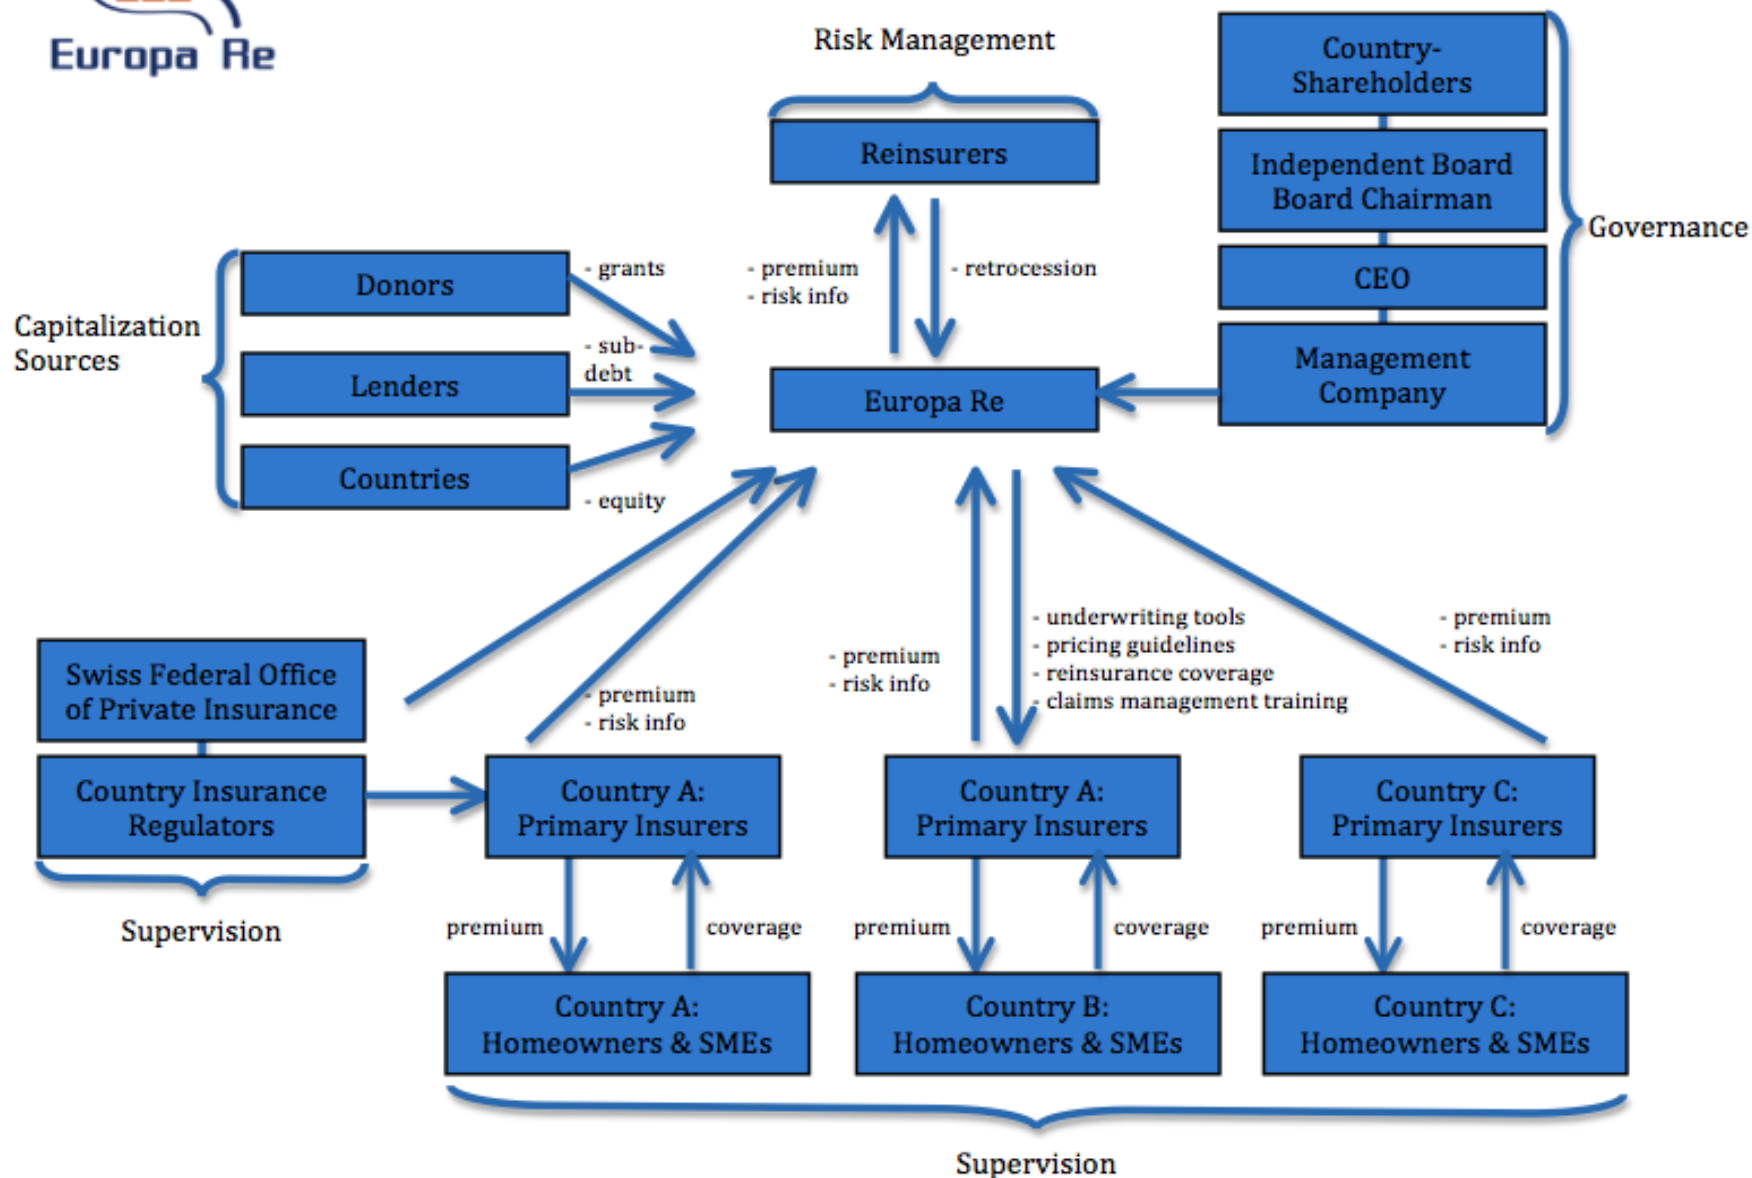 Europa Re
Risk Management
Reinsurers
- premium
- risk info
- retrocession
Country-
Shareholders
Independent Board
Board Chairman
CEO
Management
Company
Governance
Capitalization
Sources
Donors
- grants
Lenders
- sub-
debt
Countries
- equity
Europa Re
Swiss Federal Office
of Private Insurance
Country Insurance
Regulators
Supervision
- premium
- risk info
- premium
- risk info
- underwriting tools
- pricing guidelines
- reinsurance coverage
- claims management training
- premium
- risk info
Country A:
Primary Insurers
Country A:
Primary Insurers
Country C:
Primary Insurers
premium
coverage
premium
coverage
premium
coverage
Country A:
Homeowners & SMEs
Country B:
Homeowners & SMEs
Country C:
Homeowners & SMEs
Supervision